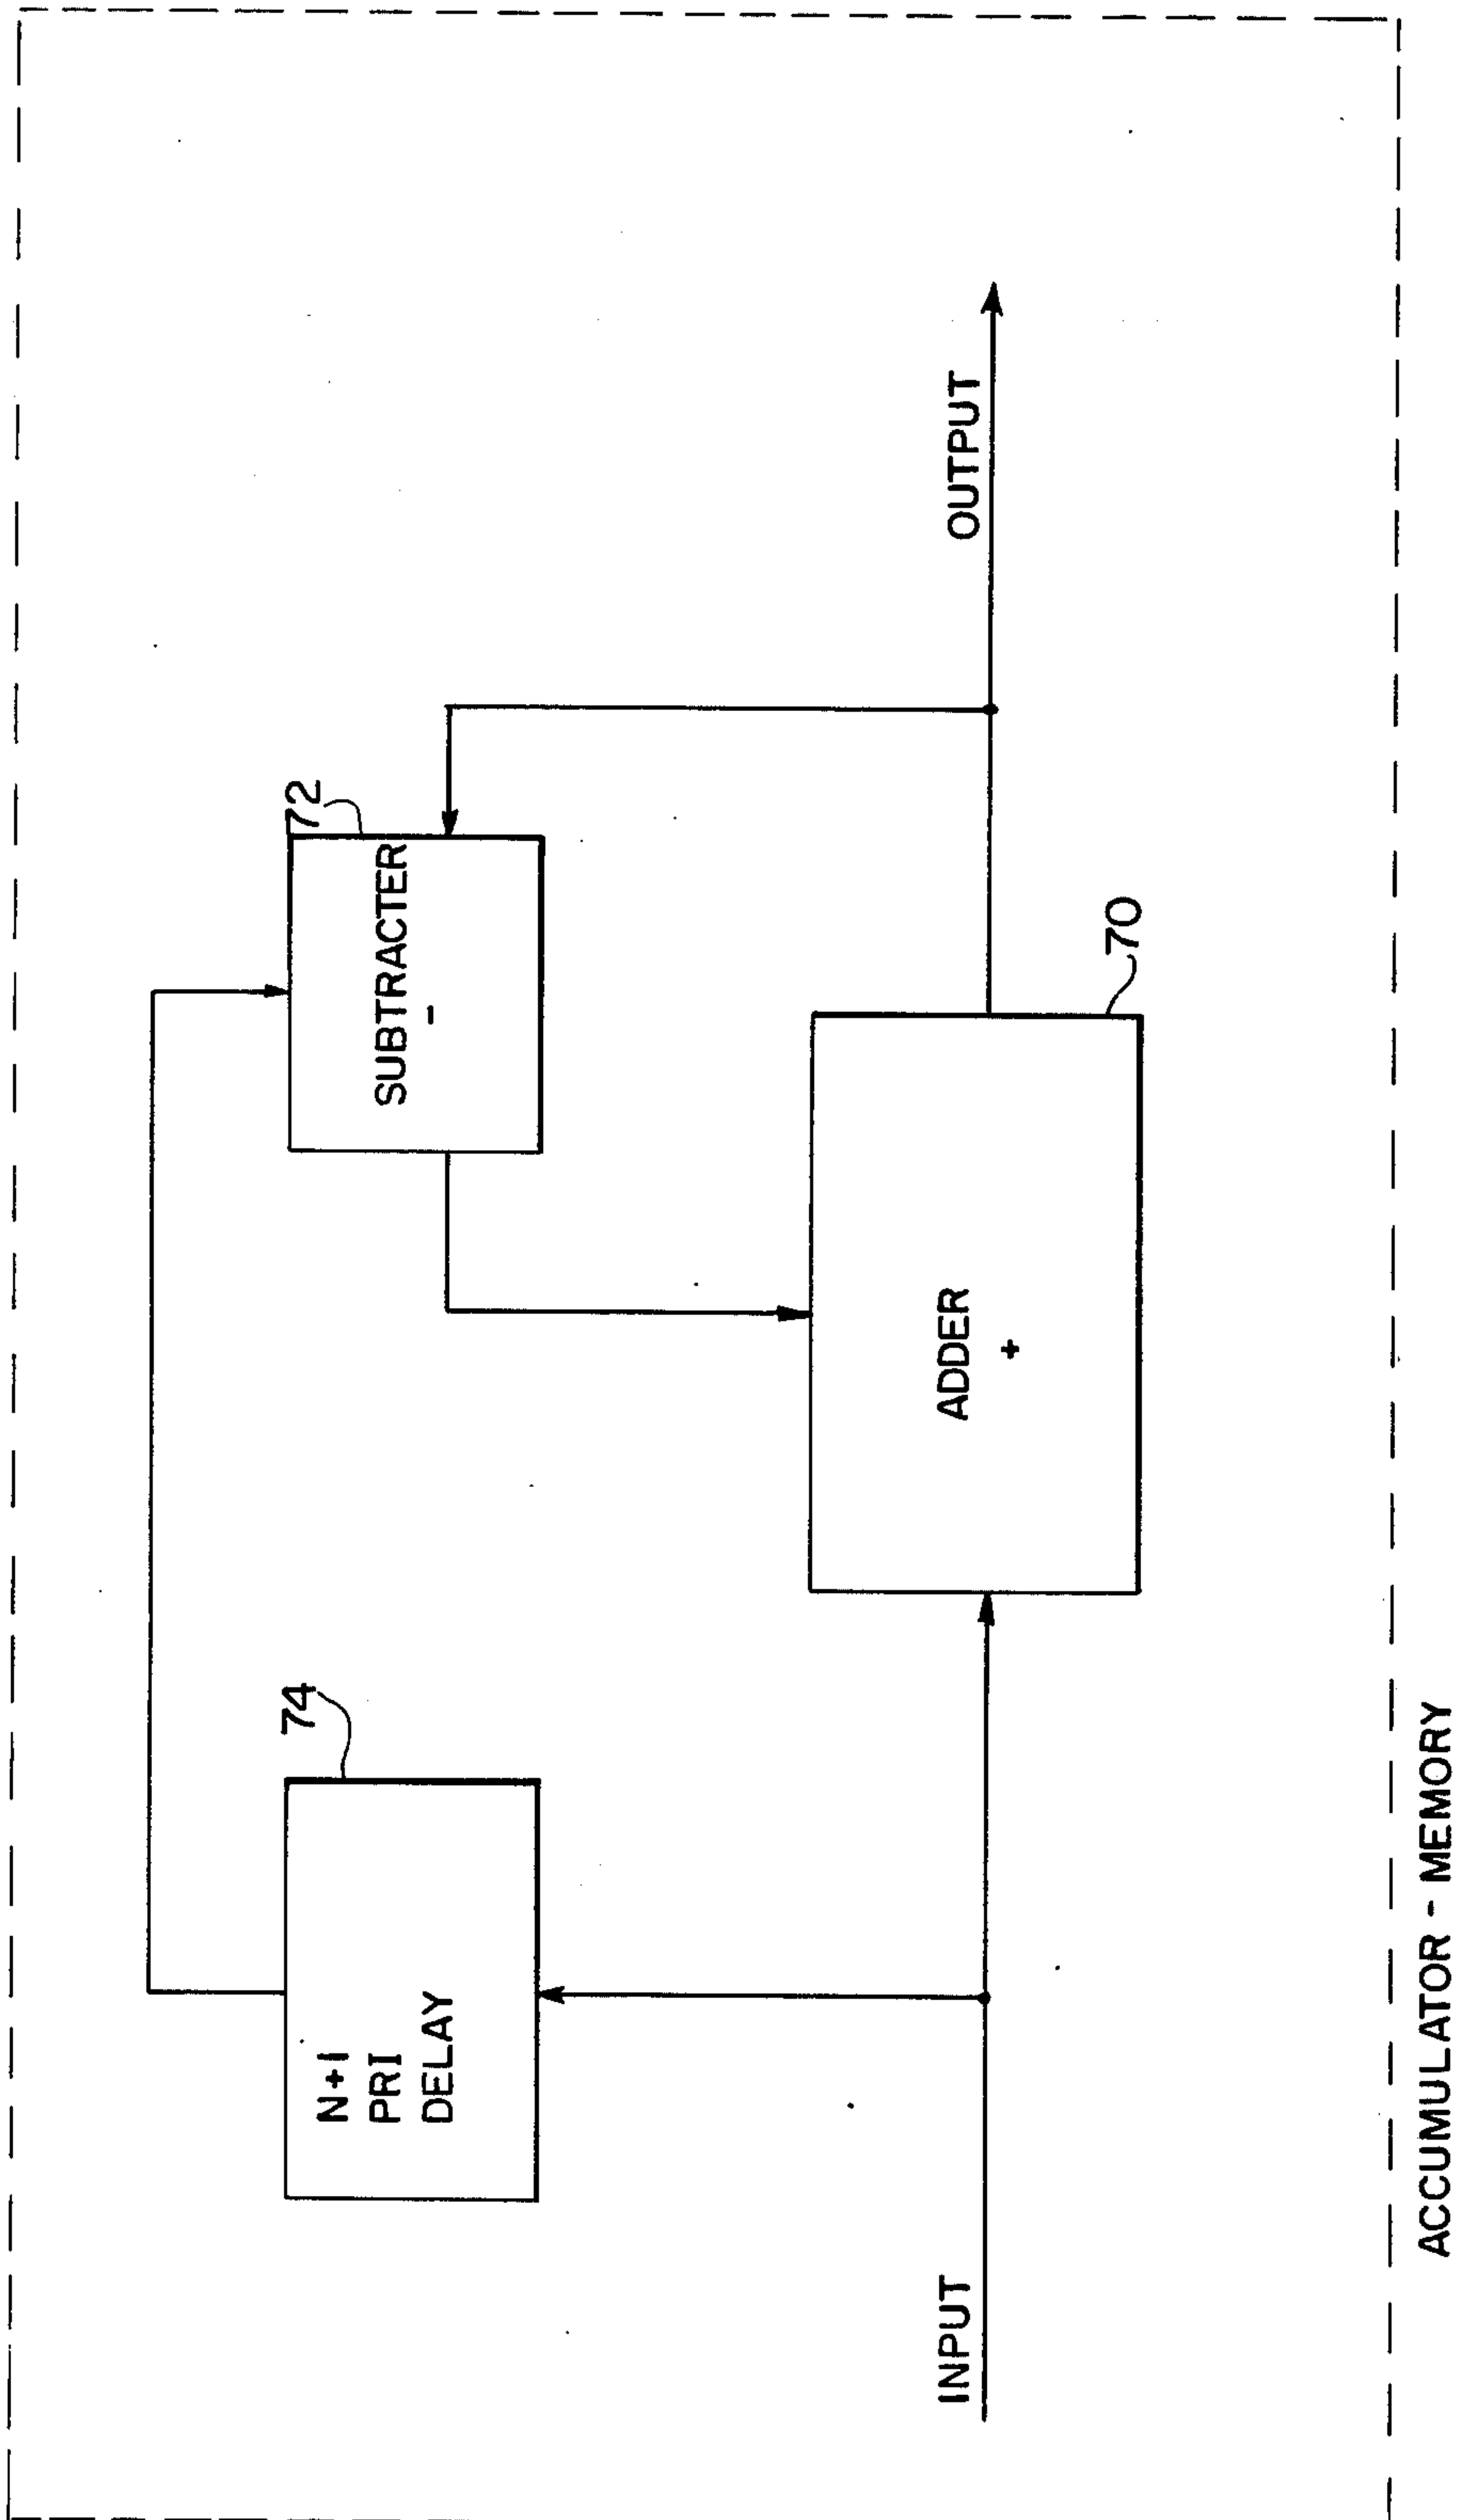 N+1
PRI
DELAY
74
SUBTRACTER
-
72
INPUT
ADDER
+
70
OUTPUT
ACCUMULATOR - MEMORY